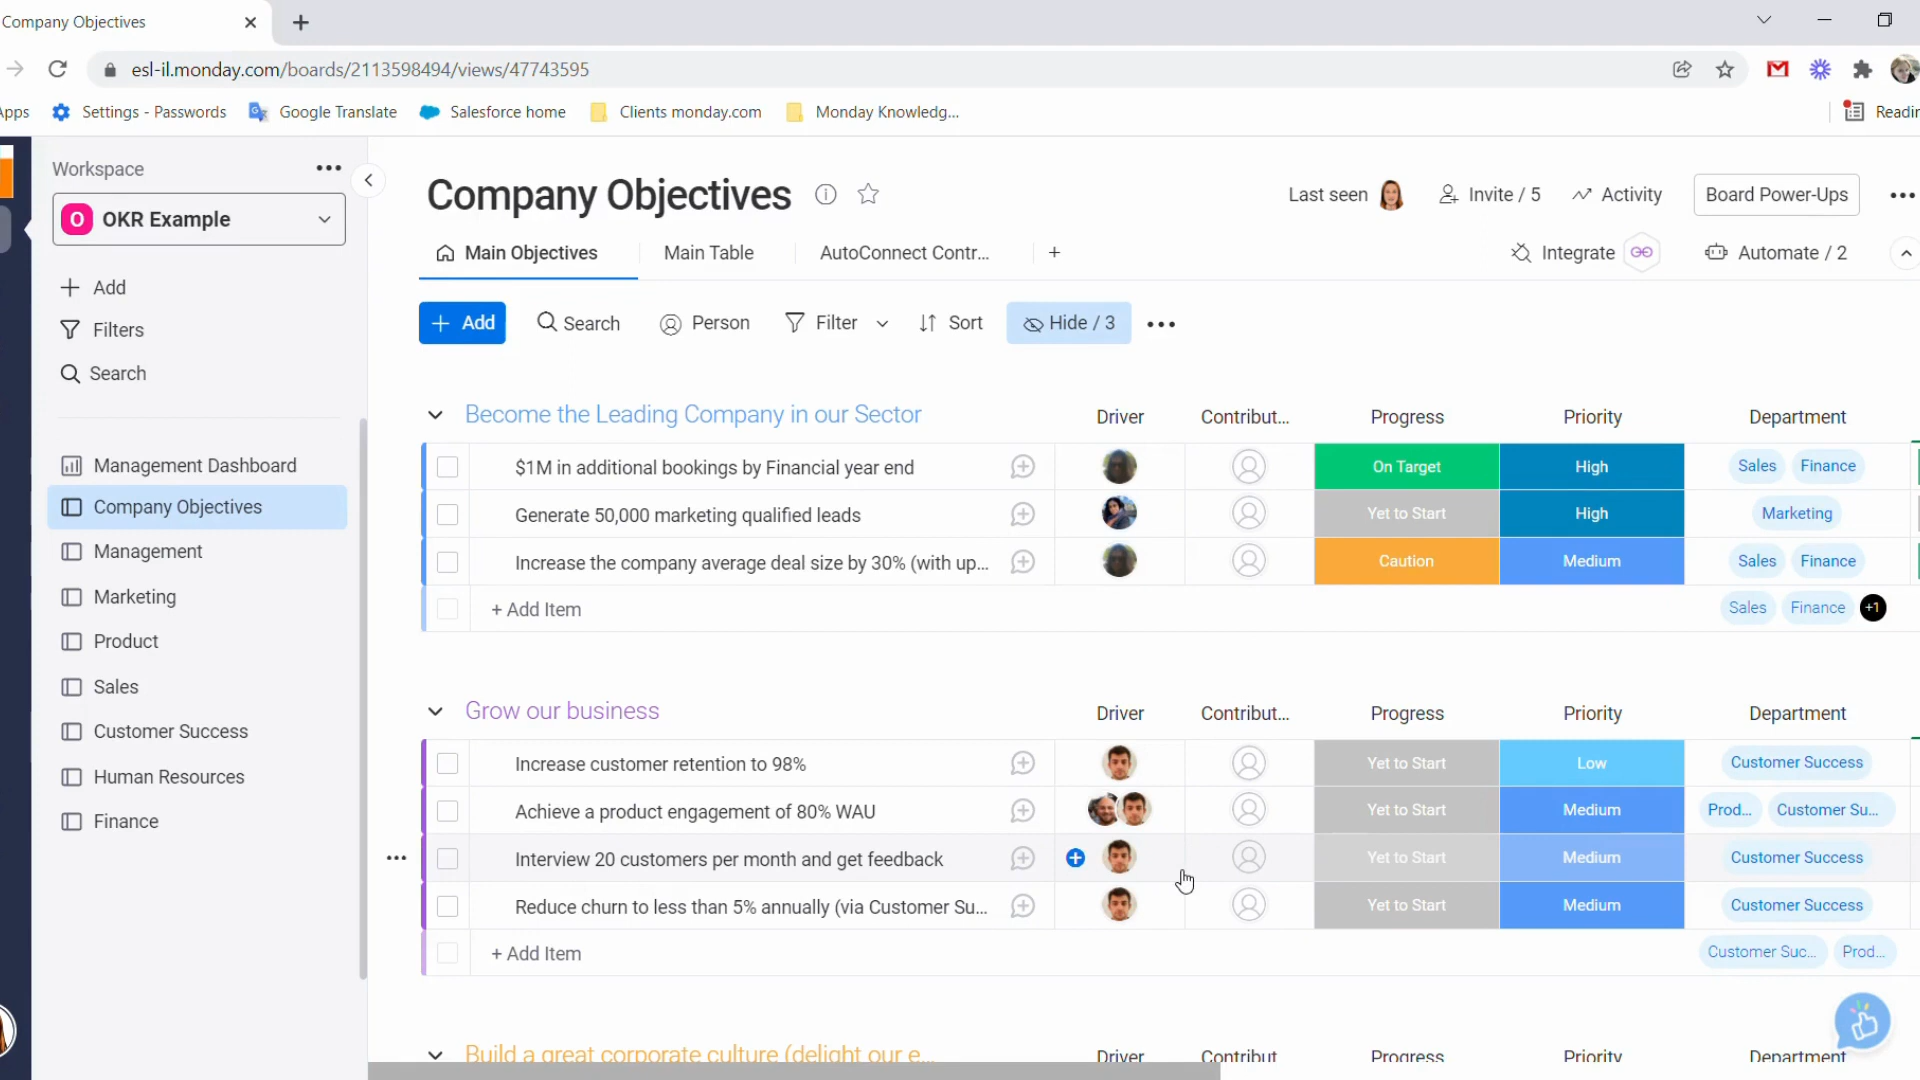 Company Objectives
esl-il.monday.com/boards/2113598494/views/47743595
Settings - Passwords Google Translate Salesforce home Clients monday.com Monday Knowledg...
Workspace
O OKR Example
Add
Filters
Search
Management Dashboard
Company Objectives
Management
Marketing
Product
Sales
Customer Success
Human Resources
Finance
Company Objectives
Last seen Invite / 5 Activity Board Power-Ups
Main Objectives Main Table AutoConnect Contr... +
Integrate Automate / 2
+ Add Search Person Filter Sort Hide / 3
Become the Leading Company in our Sector Driver Contribut... Progress Priority Department
$1M in additional bookings by Financial year end On Target High Sales Finance
Generate 50,000 marketing qualified leads Yet to Start High Marketing
Increase the company average deal size by 30% (with up... Caution Medium Sales Finance
+ Add Item Sales Finance +1
Grow our business Driver Contribut... Progress Priority Department
Increase customer retention to 98% Yet to Start Low Customer Success
Achieve a product engagement of 80% WAU Yet to Start Medium Prod... Customer Su...
Interview 20 customers per month and get feedback Yet to Start Medium Customer Success
Reduce churn to less than 5% annually (via Customer Su... Yet to Start Medium Customer Success
+ Add Item Customer Suc... Prod...
Build a great corporate culture (delight our e... Driver Contribut Progress Priority Department